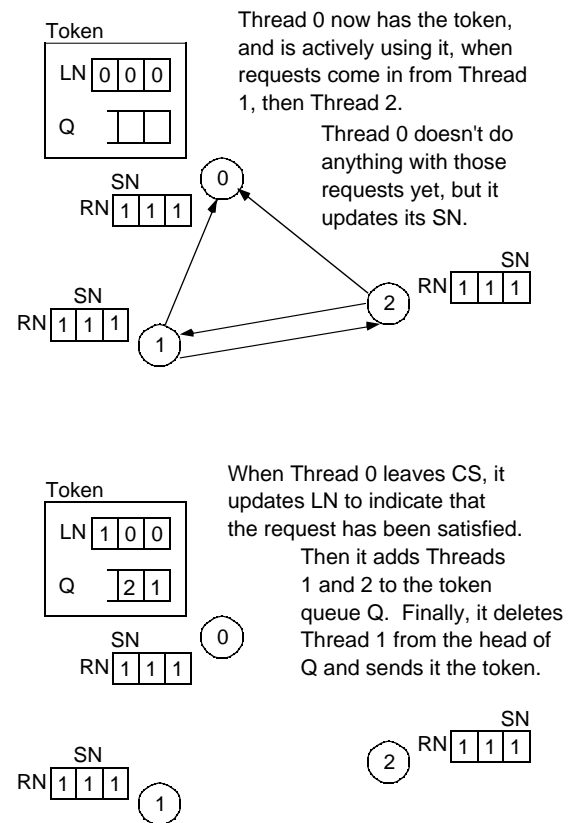 Token
LN 0 0 0
Q
Thread 0 now has the token,
and is actively using it, when
requests come in from Thread
1, then Thread 2.
Thread 0 doesn't do
anything with those
requests yet, but it
updates its SN.
SN
RN 1 1 1
0
SN
RN 1 1 1
1
2
SN
RN 1 1 1
Token
LN 1 0 0
Q 2 1
When Thread 0 leaves CS, it
updates LN to indicate that
the request has been satisfied.
Then it adds Threads
1 and 2 to the token
queue Q. Finally, it deletes
Thread 1 from the head of
Q and sends it the token.
SN
RN 1 1 1
0
SN
RN 1 1 1
1
2
SN
RN 1 1 1